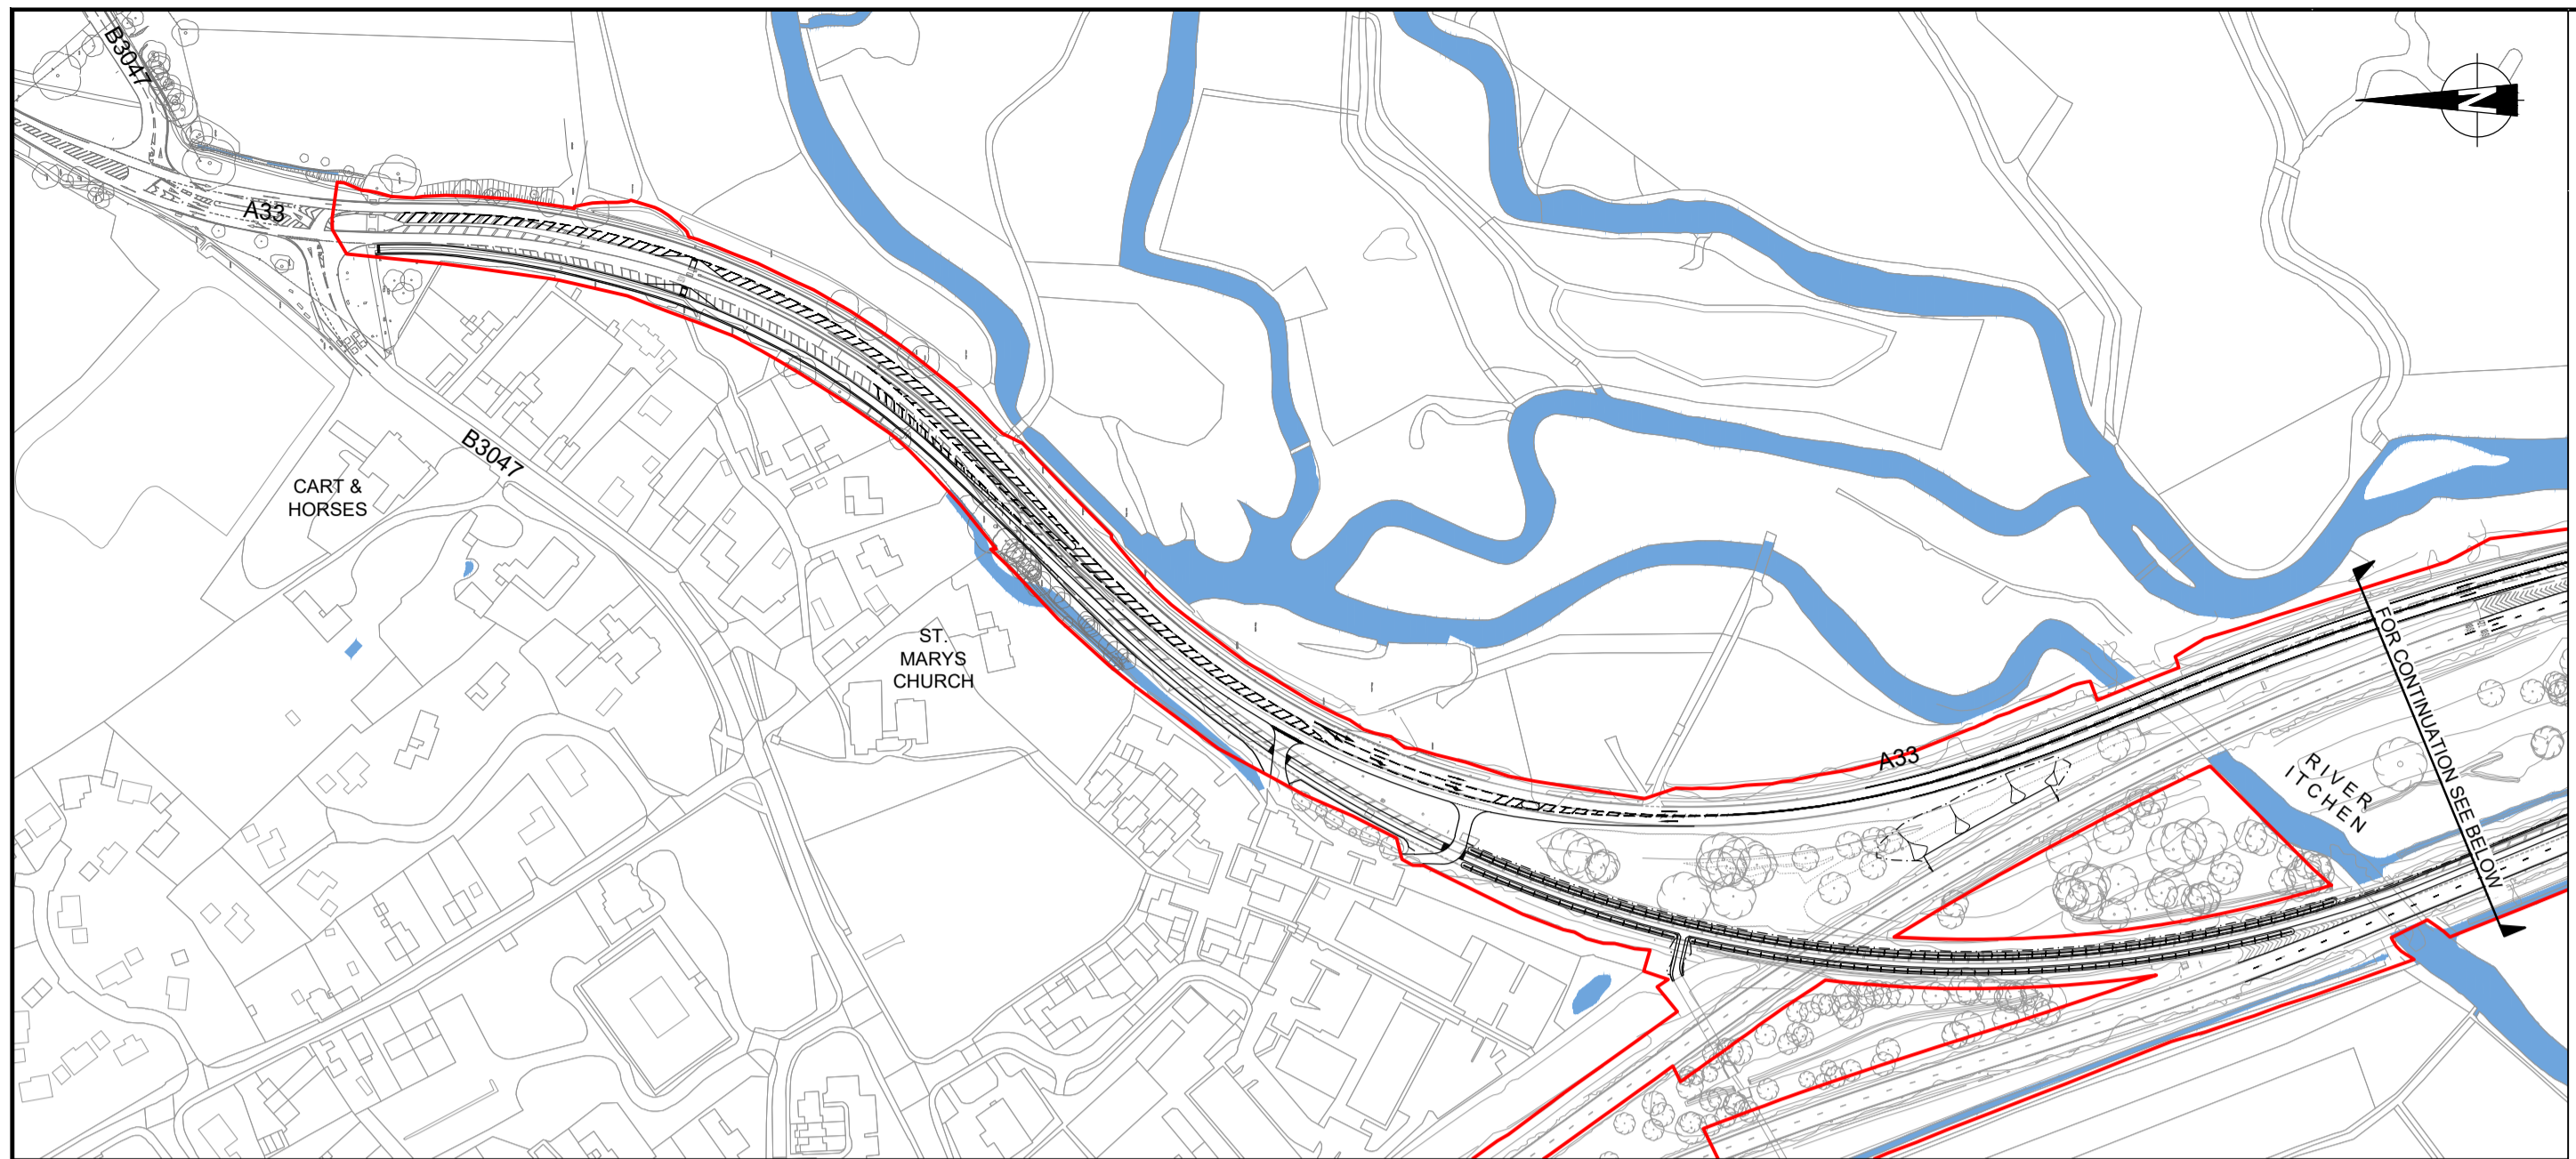 B3047
A33
N
B3047
CART &
HORSES
ST.
MARYS
CHURCH
A33
RIVER
ITCHEN
FOR CONTINUATION SEE BELOW